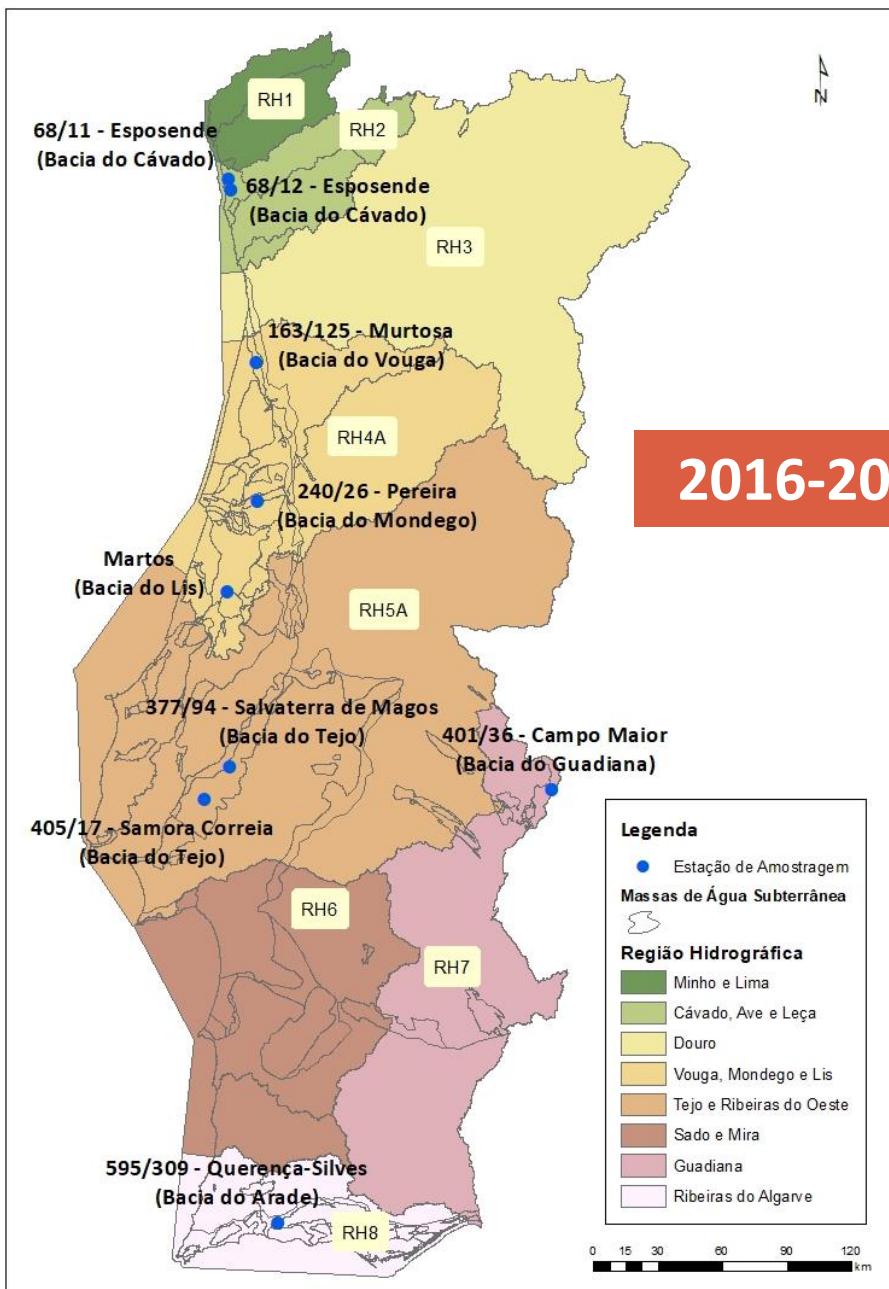 N
RH1
68/11 - Esposende
(Bacia do Cávado)
RH2
68/12 - Esposende
(Bacia do Cávado)
RH3
163/125 - Murtosa
(Bacia do Vouga)
RH4A
2016-20
240/26 - Pereira
(Bacia do Mondego)
Martos
(Bacia do Lis)
RH5A
377/94 - Salvaterra de Magos
(Bacia do Tejo)
401/36 - Campo Maior
(Bacia do Guadiana)
405/17 - Samora Correia
(Bacia do Tejo)
RH6
RH7
595/309 - Querença-Silves
(Bacia do Arade)
RH8
Legenda
Estação de Amostragem
Massas de Água Subterrânea
Região Hidrográfica
Minho e Lima
Cávado, Ave e Leça
Douro
Vouga, Mondego e Lis
Tejo e Ribeiras do Oeste
Sado e Mira
Guadiana
Ribeiras do Algarve
0 15 30 60 90 120
km